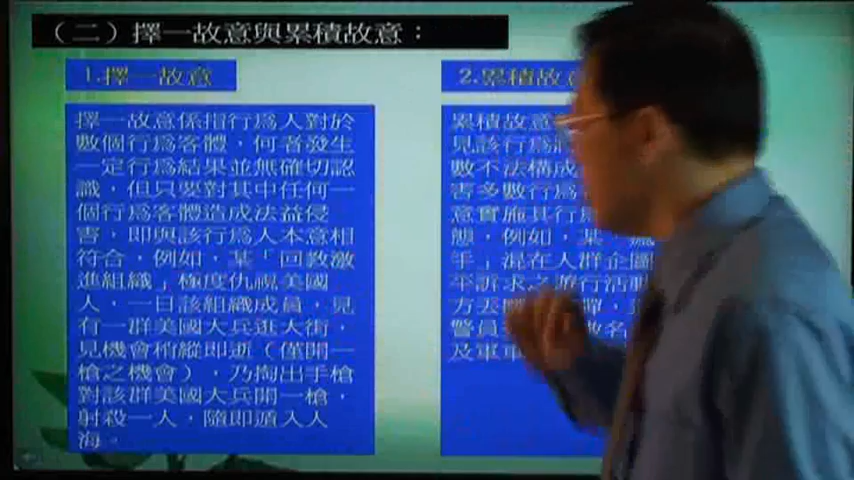 （二）擇一故意與累積故意：
1.擇一故意
擇一故意係指行為人對於
數個行為客體，何者發生
一定行為結果並無確切認
識，但只要對其中任何一
個行為客體造成法益侵
害，即與該行為人本意相
符合，例如，某「回教激
進組織」極度仇視美國
人，一日該組織成員，見
有一群美國大兵逛大街，
見機會稍縱即逝（僅開一
槍之機會），乃掏出手槍
對該群美國大兵開一槍，
射殺一人，隨即遁入人
海。
2.累積故意
累積故意
見該行為
數不法構成
害多數行為
意實施其行為
態，例如，某
手」混在人群企圖
訴求之遊行活動
方丟
警員
及軍車